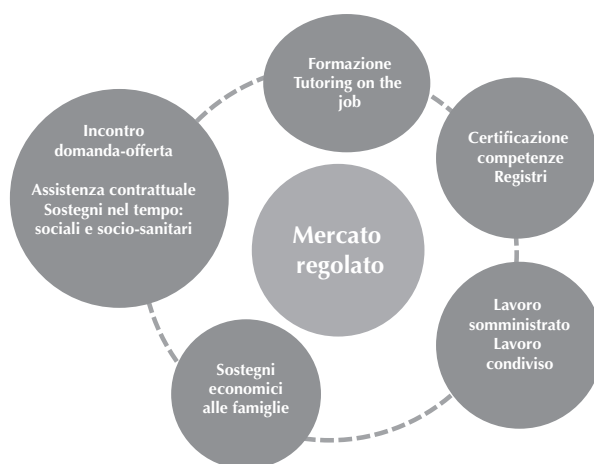 Formazione
Tutoring on the
job
Incontro
domanda-offerta
Assistenza contrattuale
Sostegni nel tempo:
sociali e socio-sanitari
Certificazione
competenze
Registri
Mercato
regolato
Lavoro
somministrato
Lavoro
condiviso
Sostegni
economici
alle famiglie